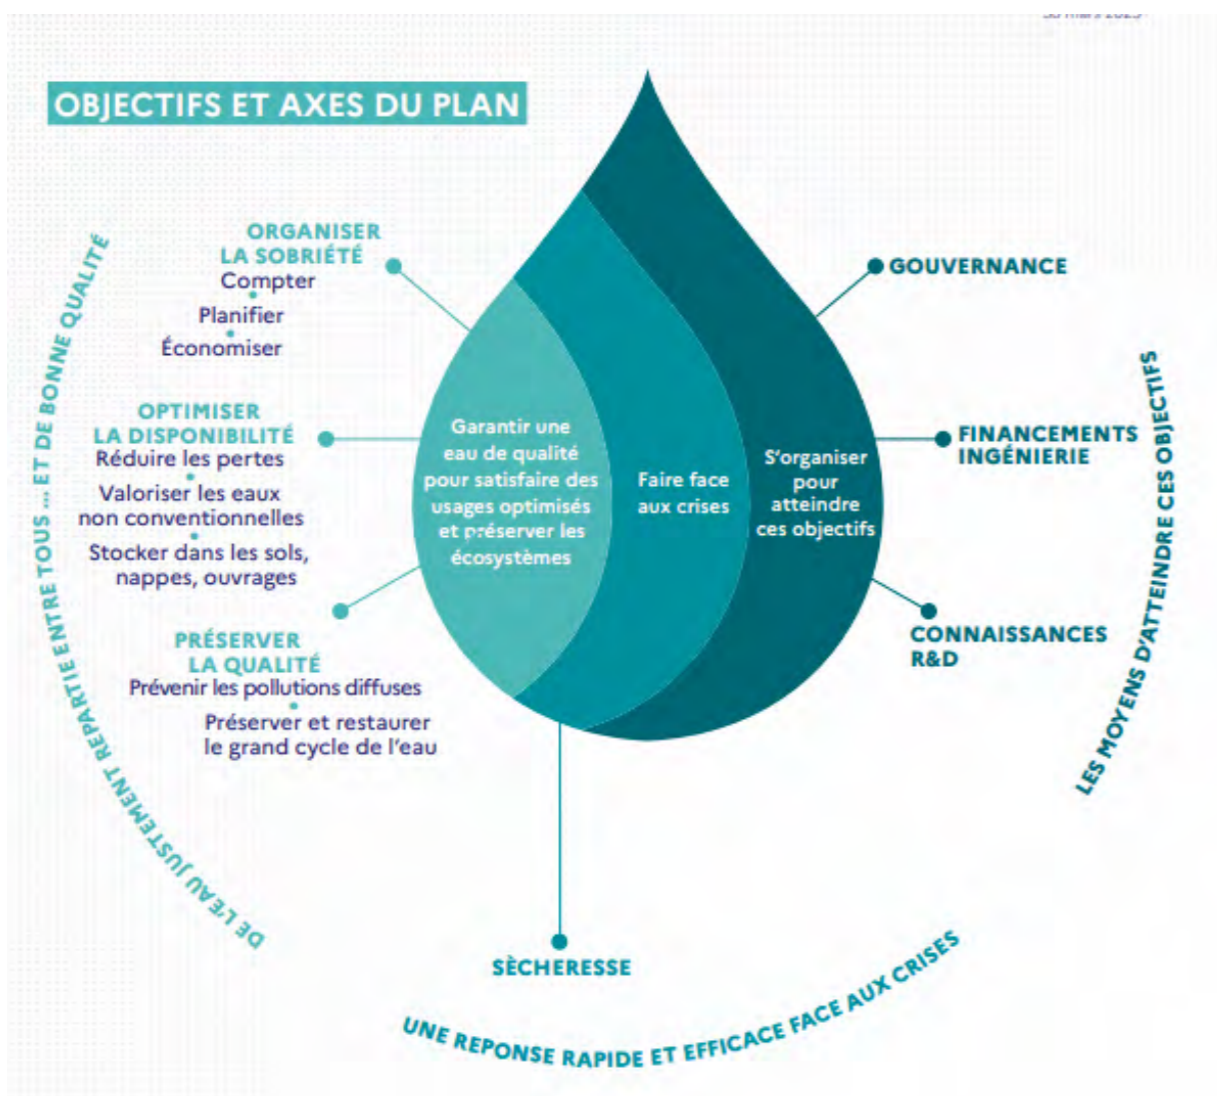 OBJECTIFS ET AXES DU PLAN
ORGANISER
LA SOBRIÉTÉ
Compter
Planifier
Économiser
OPTIMISER
LA DISPONIBILITÉ
Réduire les pertes
Valoriser les eaux
non conventionnelles
Stocker dans les sols,
nappes, ouvrages
PRÉSERVER
LA QUALITÉ
Prévenir les pollutions diffuses
Préserver et restaurer
le grand cycle de l'eau
DE L'EAU JUSTEMENT REPARTIE ENTRE TOUS ... ET DE BONNE QUALITÉ
Garantir une
eau de qualité
pour satisfaire des
usages optimisés
et préserver les
écosystèmes
Faire face
aux crises
S'organiser
pour
atteindre
ces objectifs
GOUVERNANCE
FINANCEMENTS
INGÉNIERIE
CONNAISSANCES
R&D
LES MOYENS D'ATTEINDRE CES OBJECTIFS
SÈCHERESSE
UNE REPONSE RAPIDE ET EFFICACE FACE AUX CRISES